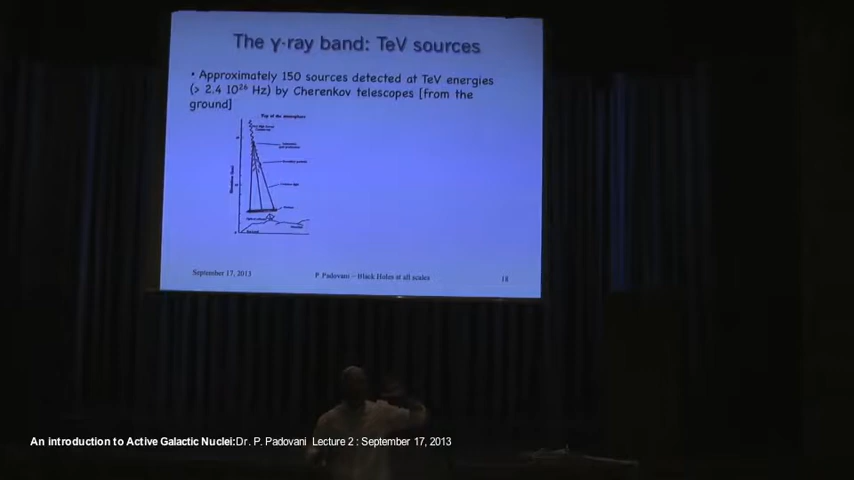 The γ-ray band: TeV sources
• Approximately 150 sources detected at TeV energies
(> 2.4 10²⁶ Hz) by Cherenkov telescopes [from the
ground]
Top of the atmosphere
September 17, 2013
P. Padovani – Black Holes at all scales
18
An introduction to Active Galactic Nuclei:Dr. P. Padovani Lecture 2 : September 17, 2013